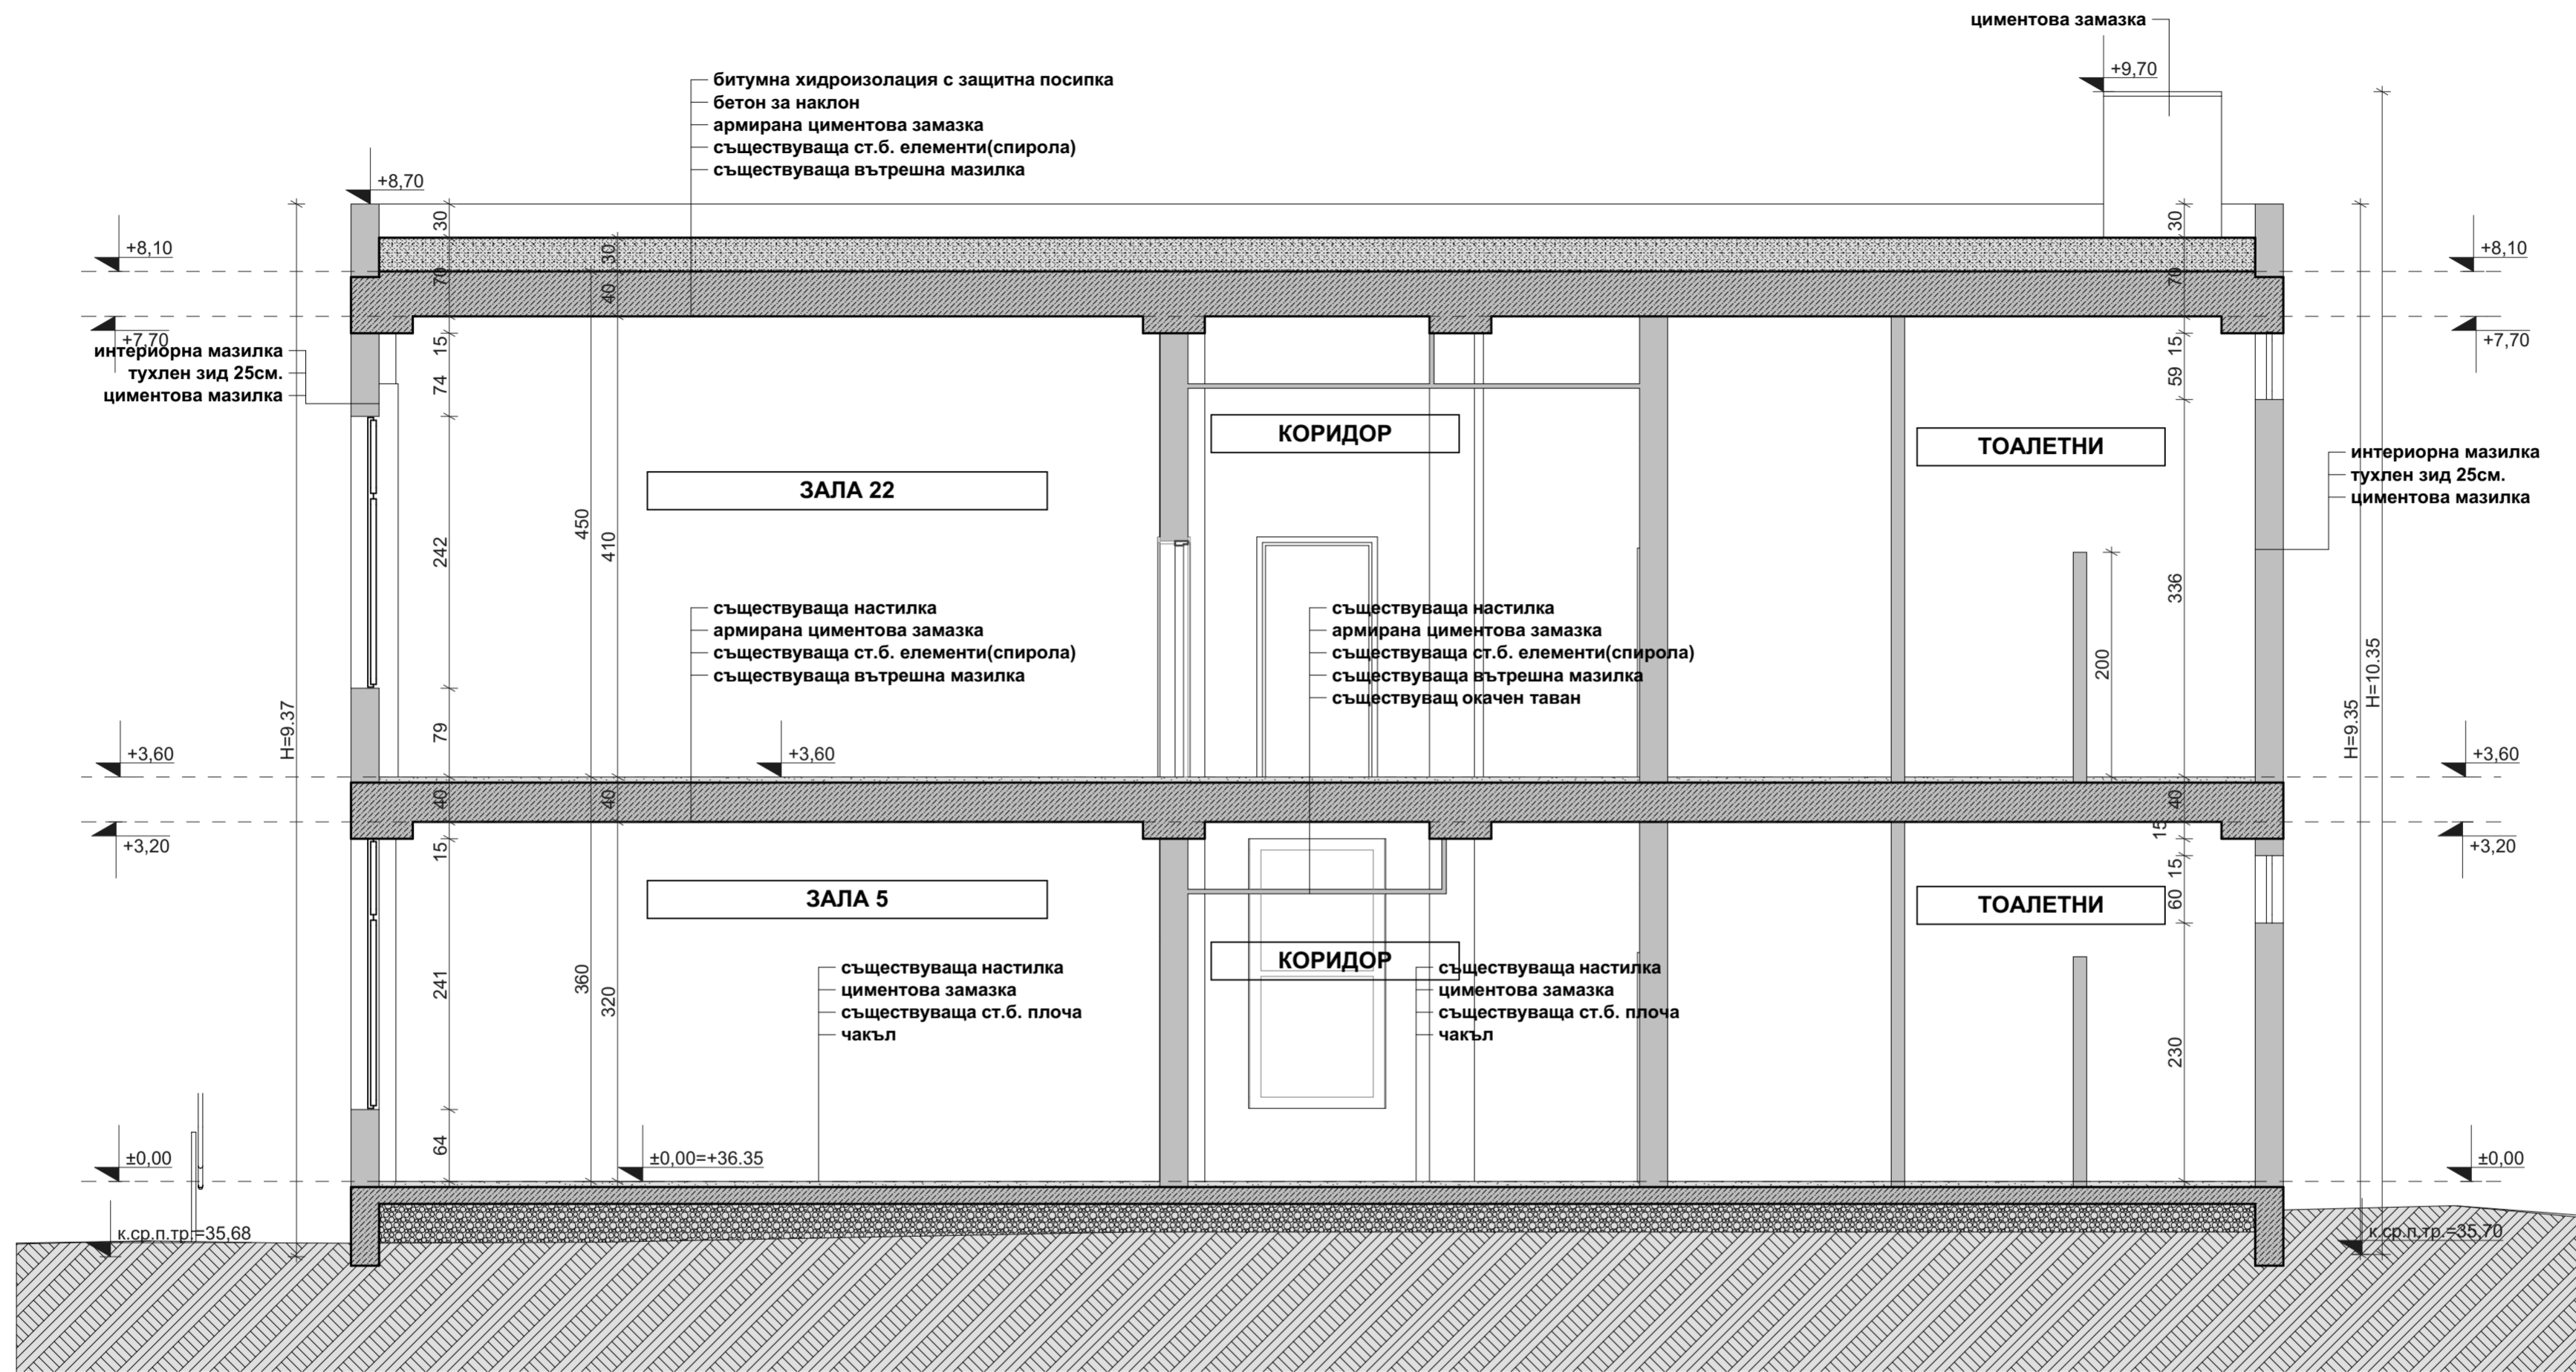 циментова замазка
+9,70
битумна хидроизолация с защитна посипка
бетон за наклон
армирана циментова замазка
съществуваща ст.б. елементи(спирола)
съществуваща вътрешна мазилка
+8,70
30
30
30
+8,10
+8,10
70
40
70
+7,70
+7,70
интериорна мазилка
тухлен зид 25см.
циментова мазилка
15
74
15
59
КОРИДОР
ТОАЛЕТНИ
ЗАЛА 22
интериорна мазилка
тухлен зид 25см.
циментова мазилка
242
450
410
336
200
съществуваща настилка
армирана циментова замазка
съществуваща ст.б. елементи(спирола)
съществуваща вътрешна мазилка
съществуваща настилка
армирана циментова замазка
съществуваща ст.б. елементи(спирола)
съществуваща вътрешна мазилка
съществуващ окачен таван
H=9.37
H=9.35
H=10.35
79
+3,60
+3,60
+3,60
40
40
40
+3,20
+3,20
15
15
15
60
ЗАЛА 5
ТОАЛЕТНИ
КОРИДОР
241
360
320
230
съществуваща настилка
циментова замазка
съществуваща ст.б. плоча
чакъл
съществуваща настилка
циментова замазка
съществуваща ст.б. плоча
чакъл
64
±0,00
±0,00=+36.35
±0,00
к.ср.п.тр.=35,68
к.ср.п.тр.=35,70